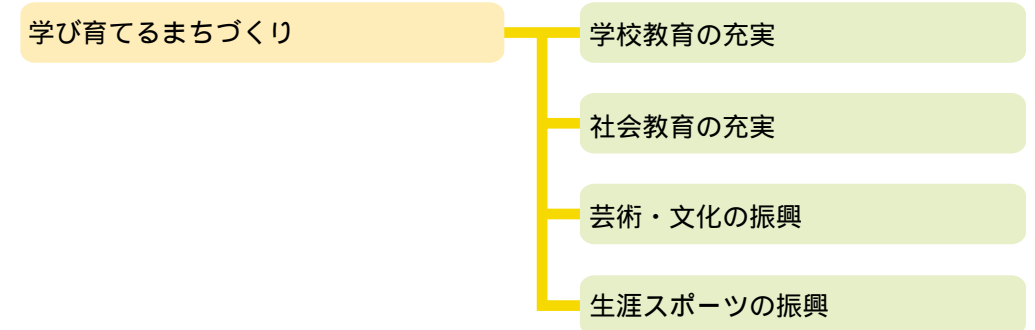 学び育てるまちづくり
学校教育の充実
社会教育の充実
芸術・文化の振興
生涯スポーツの振興